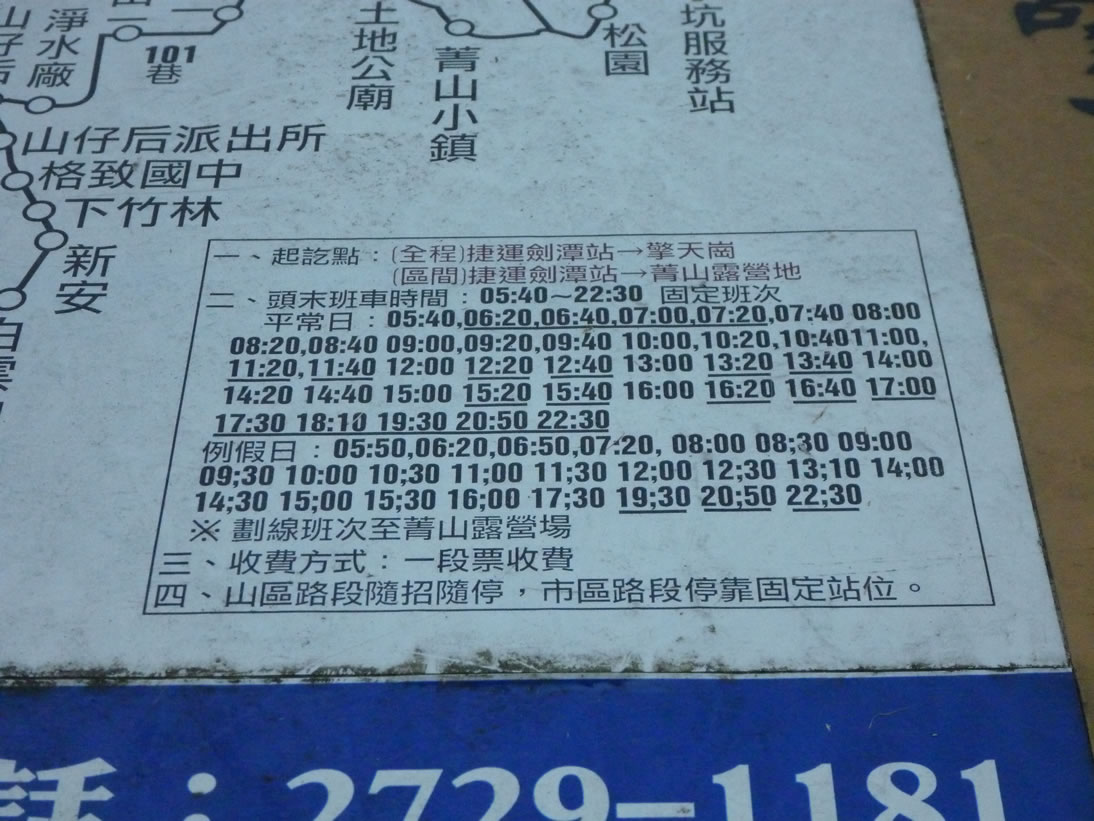 淨水廠
101
巷
土地公廟
菁山小鎮
松園
坑服務站
山仔后派出所
格致國中
下竹林
新安
一、起訖點:(全程)捷運劍潭站→擎天崗
(區間)捷運劍潭站→菁山露營地
二、頭末班車時間:05:40~22:30 固定班次
平常日:05:40,06:20,06:40,07:00,07:20,07:40 08:00
08:20,08:40 09:00,09:20,09:40 10:00,10:20,10:4011:00,
11:20,11:40 12:00 12:20 12:40 13:00 13:20 13:40 14:00
14:20 14:40 15:00 15:20 15:40 16:00 16:20 16:40 17:00
17:30 18:10 19:30 20:50 22:30
例假日:05:50,06:20,06:50,07:20, 08:00 08;30 09:00
09;30 10:00 10;30 11;00 11;30 12;00 12;30 13;10 14;00
14;30 15;00 15;30 16;00 17;30 19;30 20;50 22;30
※ 劃線班次至菁山露營場
三、收費方式:一段票收費
四、山區路段隨招隨停,市區路段停靠固定站位。
話:2729-1181